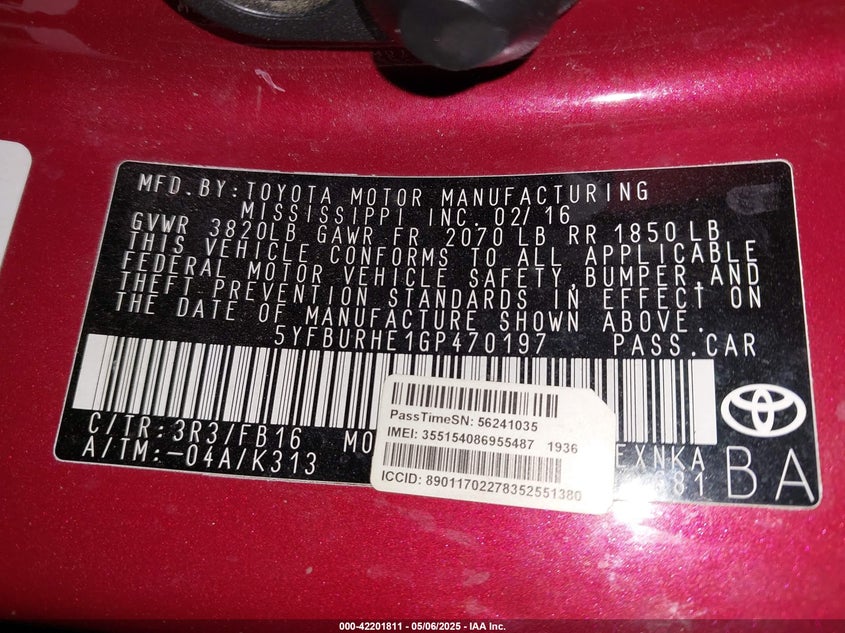 MFD.BY:TOYOTA MOTOR MANUFACTURING
MISSISSIPPI INC. 02/16
GVWR 3820LB GAWR FR 2070 LB RR 1850 LB
THIS VEHICLE CONFORMS TO ALL APPLICABLE
FEDERAL MOTOR VEHICLE SAFETY,BUMPER,AND
THEFT PREVENTION STANDARDS IN EFFECT ON
THE DATE OF MANUFACTURE SHOWN ABOVE.
5YFBURHE1GP470197 PASS.CAR
C/TR:3R3/FB16 MO
EXNKA
A/TM:-04A/K313
81
BA
PassTimeSN: 56241035
IMEI: 355154086955487 1936
ICCID: 89011702278352551380
000-42201811 - 05/06/2025 - IAA Inc.